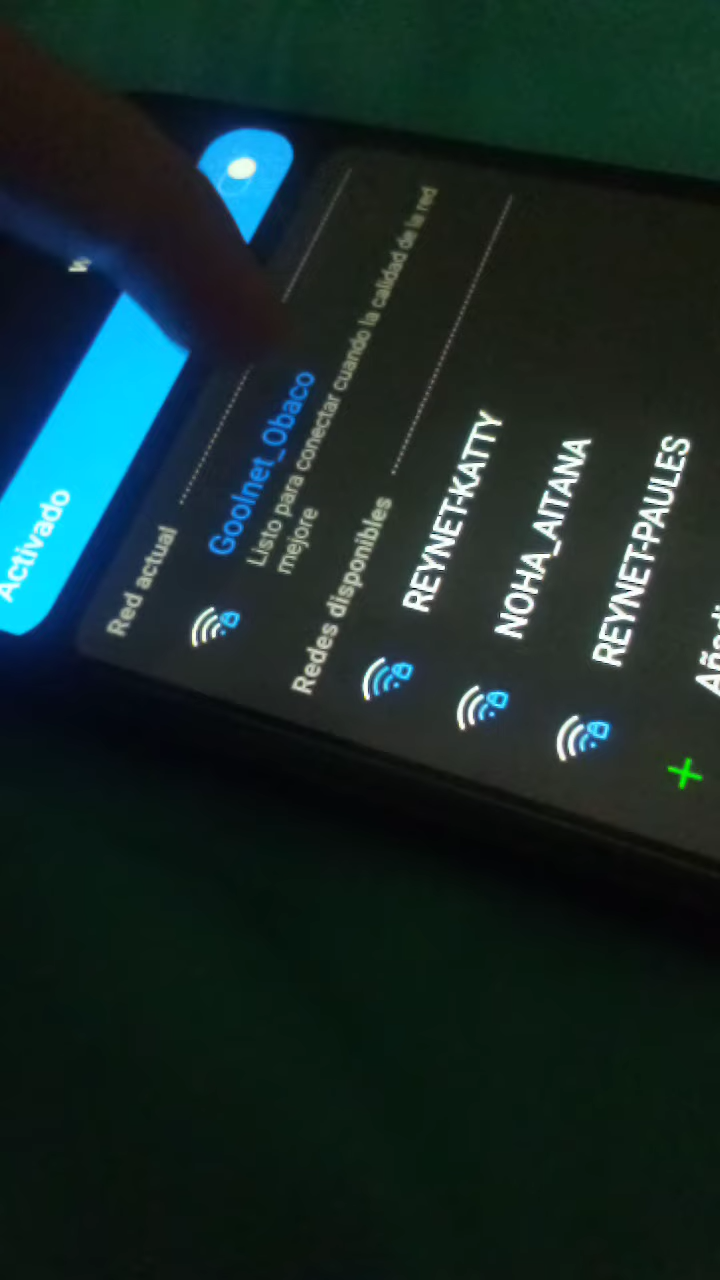 Activado
Red actual
Goolnet_Obaco
Listo para conectar cuando la calidad de la red
mejore
Redes disponibles
REYNET-KATTY
NOHA_AITANA
REYNET-PAULES